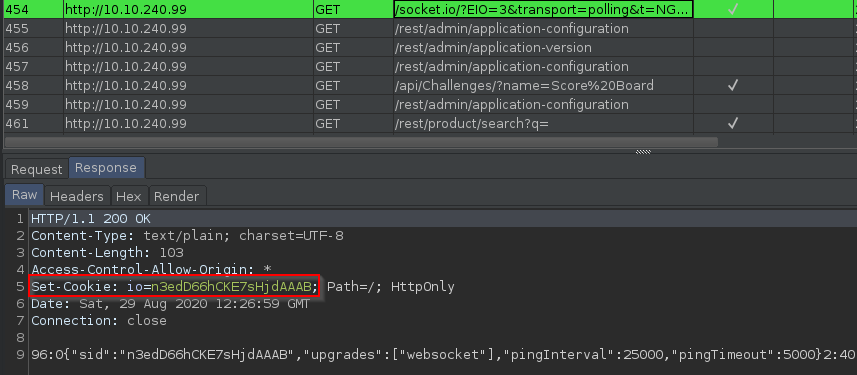 454 http://10.10.240.99 GET /socket.io/?EIO=3&transport=polling&t=NG... ✓
455 http://10.10.240.99 GET /rest/admin/application-configuration
456 http://10.10.240.99 GET /rest/admin/application-version
457 http://10.10.240.99 GET /rest/admin/application-configuration
458 http://10.10.240.99 GET /api/Challenges/?name=Score%20Board ✓
459 http://10.10.240.99 GET /rest/admin/application-configuration
461 http://10.10.240.99 GET /rest/product/search?q= ✓
Request Response
Raw Headers Hex Render
1 HTTP/1.1 200 OK
2 Content-Type: text/plain; charset=UTF-8
3 Content-Length: 103
4 Access-Control-Allow-Origin: *
5 Set-Cookie: io=n3edD66hCKE7sHjdAAAB; Path=/; HttpOnly
6 Date: Sat, 29 Aug 2020 12:26:59 GMT
7 Connection: close
8
9 96:0{"sid":"n3edD66hCKE7sHjdAAAB","upgrades":["websocket"],"pingInterval":25000,"pingTimeout":5000}2:40